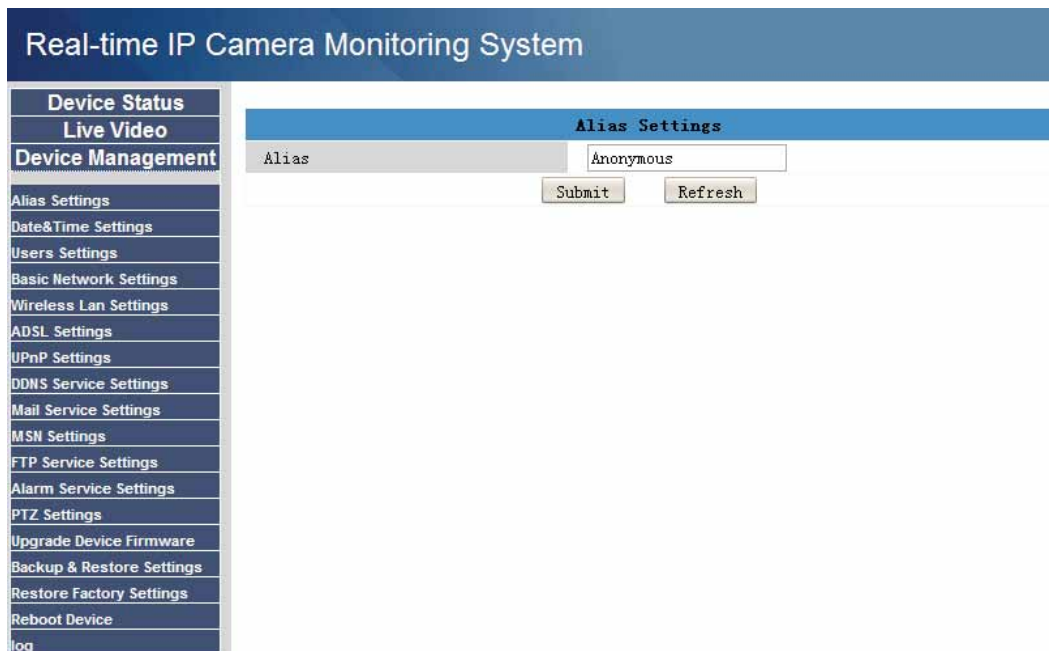 Real-time IP Camera Monitoring System
Device Status
Live Video
Device Management
Alias Settings
Date&Time Settings
Users Settings
Basic Network Settings
Wireless Lan Settings
ADSL Settings
UPnP Settings
DDNS Service Settings
Mail Service Settings
MSN Settings
FTP Service Settings
Alarm Service Settings
PTZ Settings
Upgrade Device Firmware
Backup & Restore Settings
Restore Factory Settings
Reboot Device
log
Alias Settings
Alias Anonymous
Submit Refresh